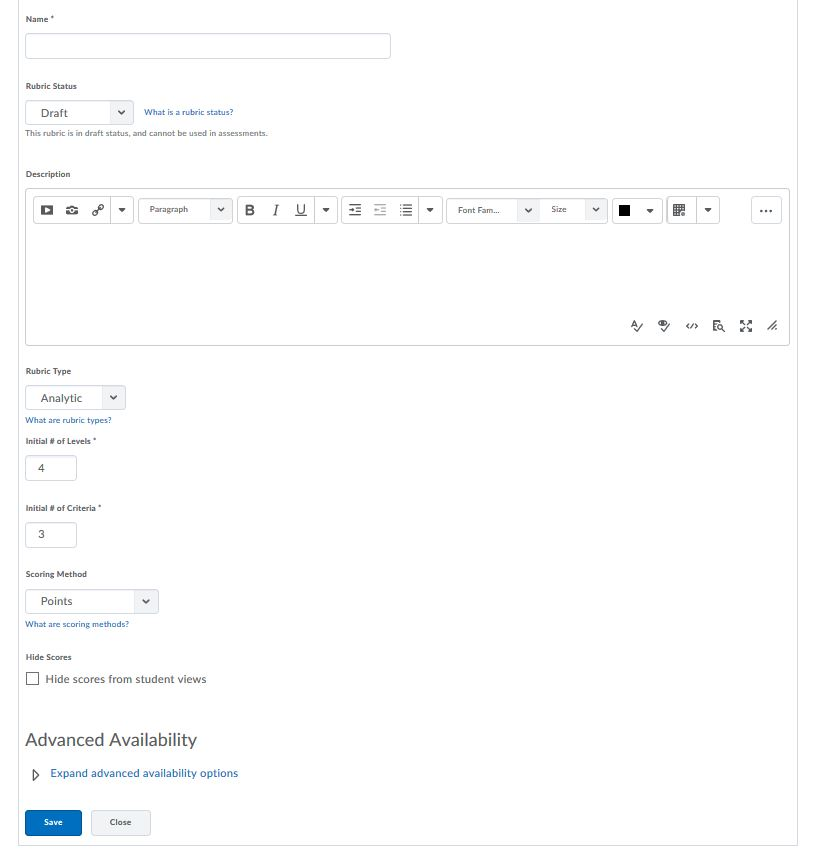 Name *
Rubric Status
Draft What is a rubric status?
This rubric is in draft status, and cannot be used in assessments.
Description
Paragraph B I U Font Fam... Size ...
Rubric Type
Analytic
What are rubric types?
Initial # of Levels *
4
Initial # of Criteria *
3
Scoring Method
Points
What are scoring methods?
Hide Scores
Hide scores from student views
Advanced Availability
Expand advanced availability options
Save Close